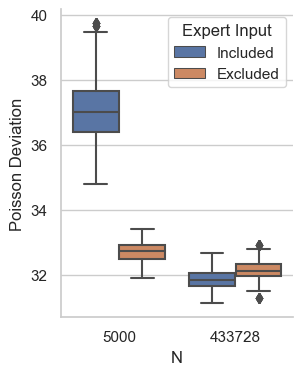 40
38
36
34
32
Poisson Deviation
Expert Input
Included
Excluded
5000
433728
N